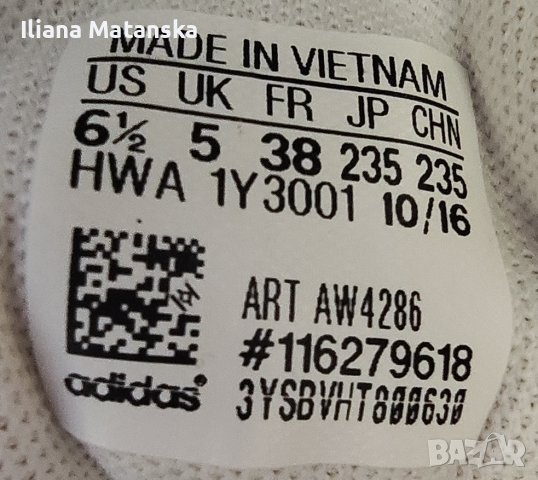 Iliana Matanska
MADE IN VIETNAM
US UK FR JP CHN
6½ 5 38 235 235
HWA 1Y3001 10/16
ART AW4286
#116279618
adidas®
3YSBVHT800630
BAZAR